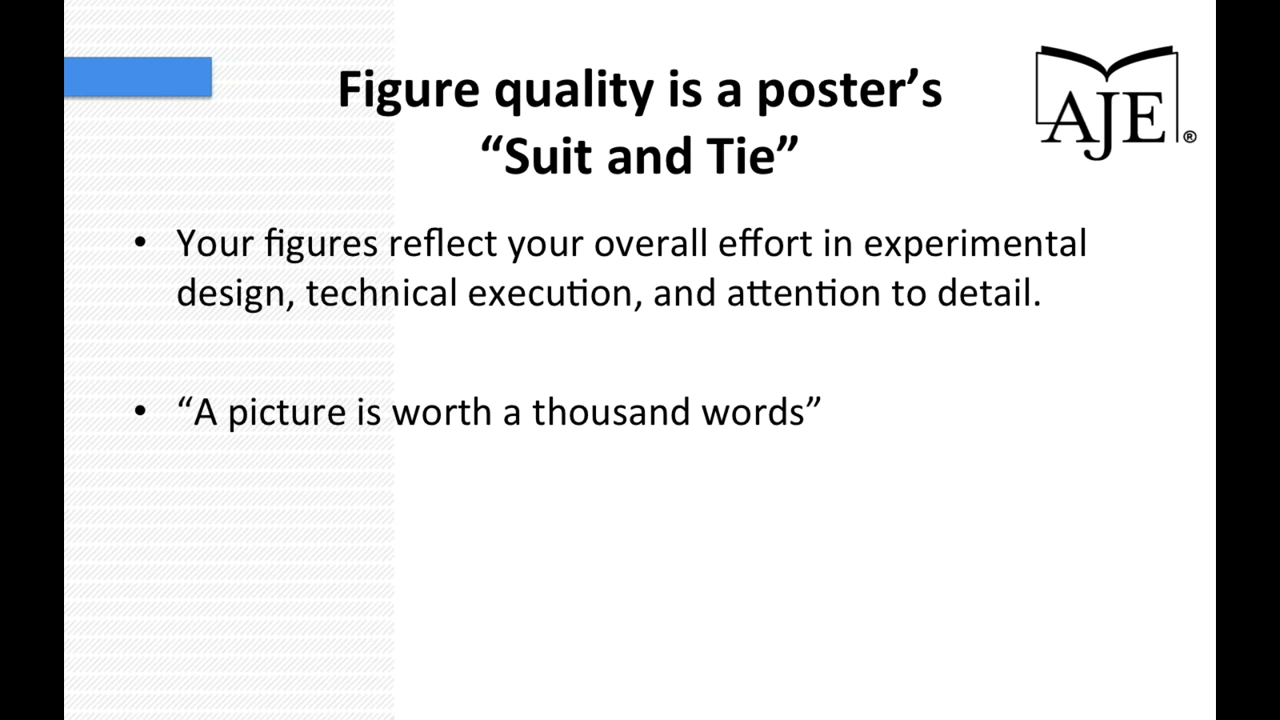 Figure quality is a poster’s
“Suit and Tie”
AJE®
• Your figures reflect your overall effort in experimental
design, technical execution, and attention to detail.
• “A picture is worth a thousand words”